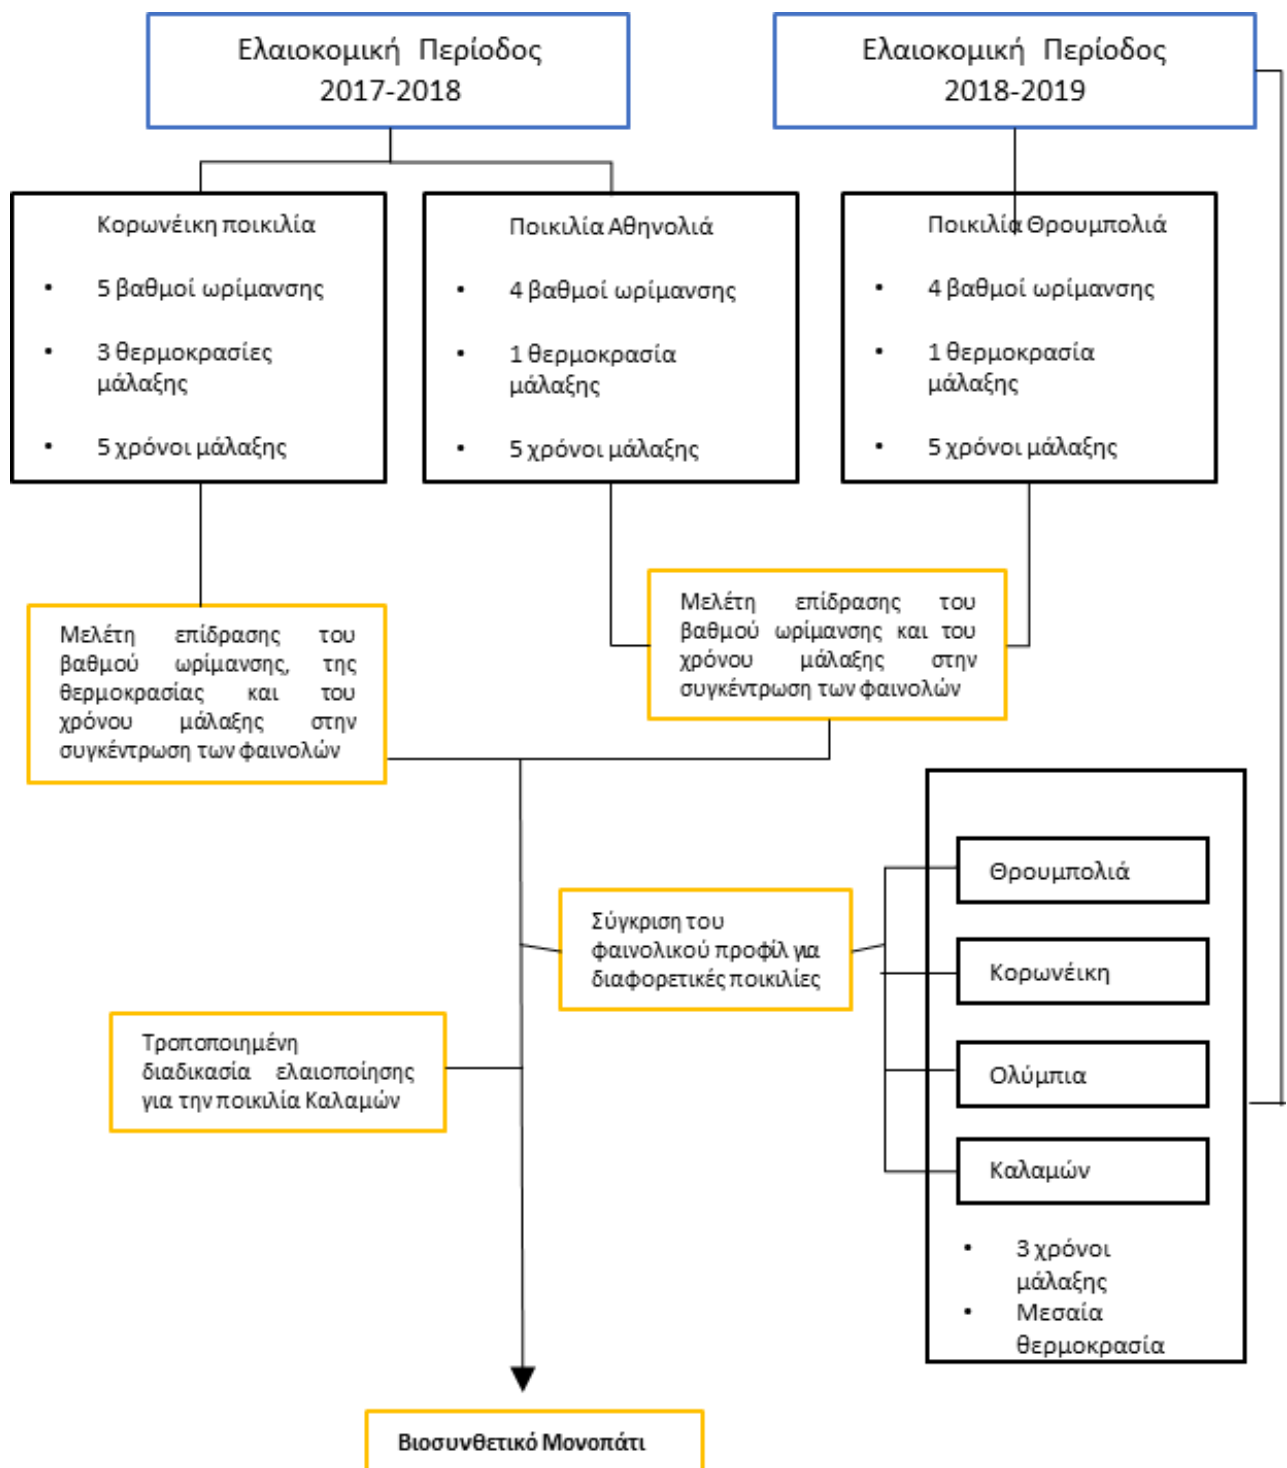 Ελαιοκομική Περίοδος
2017-2018
Ελαιοκομική Περίοδος
2018-2019
Κορωνέικη ποικιλία
• 5 βαθμοί ωρίμανσης
• 3 θερμοκρασίες
μάλαξης
• 5 χρόνοι μάλαξης
Ποικιλία Αθηνολιά
• 4 βαθμοί ωρίμανσης
• 1 θερμοκρασία
μάλαξης
• 5 χρόνοι μάλαξης
Ποικιλία Θρουμπολιά
• 4 βαθμοί ωρίμανσης
• 1 θερμοκρασία
μάλαξης
• 5 χρόνοι μάλαξης
Μελέτη επίδρασης του
βαθμού ωρίμανσης, της
θερμοκρασίας και του
χρόνου μάλαξης στην
συγκέντρωση των φαινολών
Μελέτη επίδρασης του
βαθμού ωρίμανσης και του
χρόνου μάλαξης στην
συγκέντρωση των φαινολών
Σύγκριση του
φαινολικού προφίλ για
διαφορετικές ποικιλίες
Θρουμπολιά
Κορωνέικη
Ολύμπια
Καλαμών
• 3 χρόνοι
μάλαξης
• Μεσαία
θερμοκρασία
Τροποποιημένη
διαδικασία ελαιοποίησης
για την ποικιλία Καλαμών
Βιοσυνθετικό Μονοπάτι